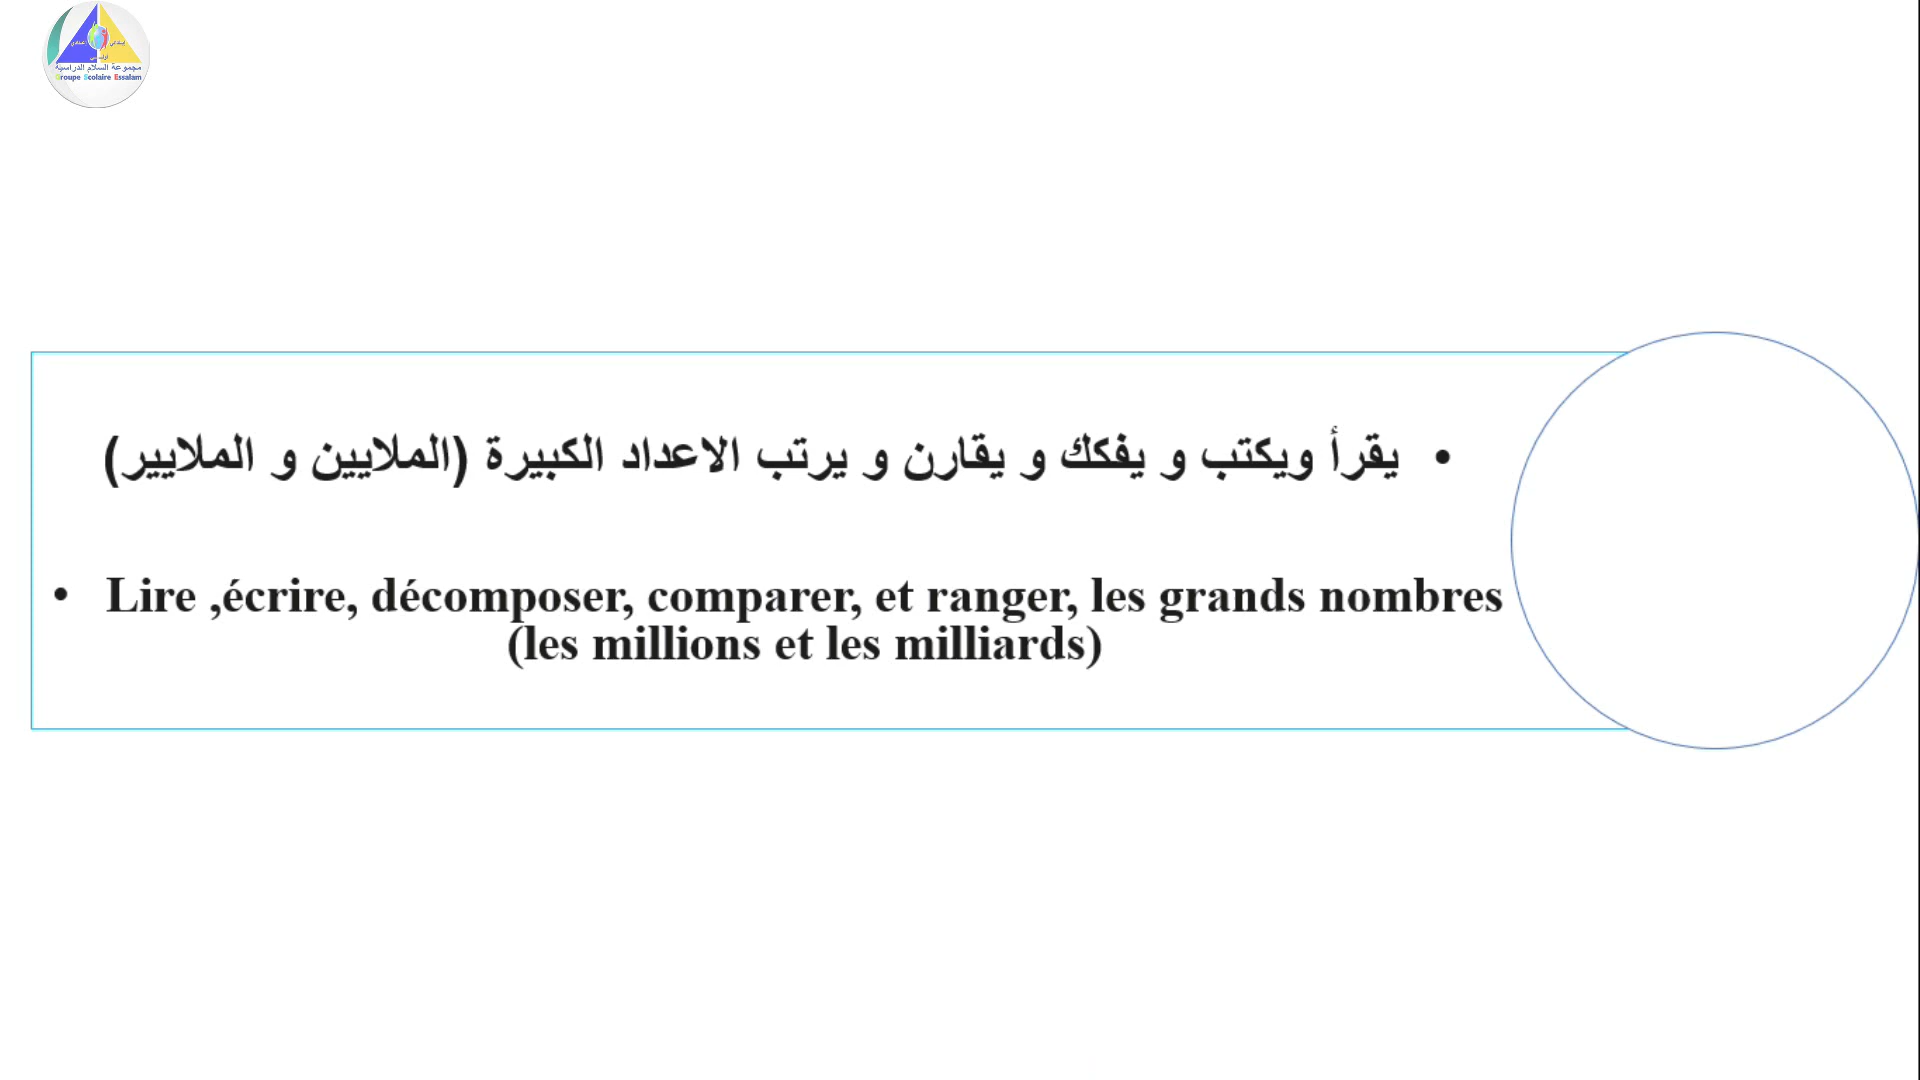 مجموعة السلام الدراسية
Groupe Scolaire Essalam
• يقرأ ويكتب و يفكك و يقارن و يرتب الاعداد الكبيرة (الملايين و الملايير)
• Lire ,écrire, décomposer, comparer, et ranger, les grands nombres
(les millions et les milliards)